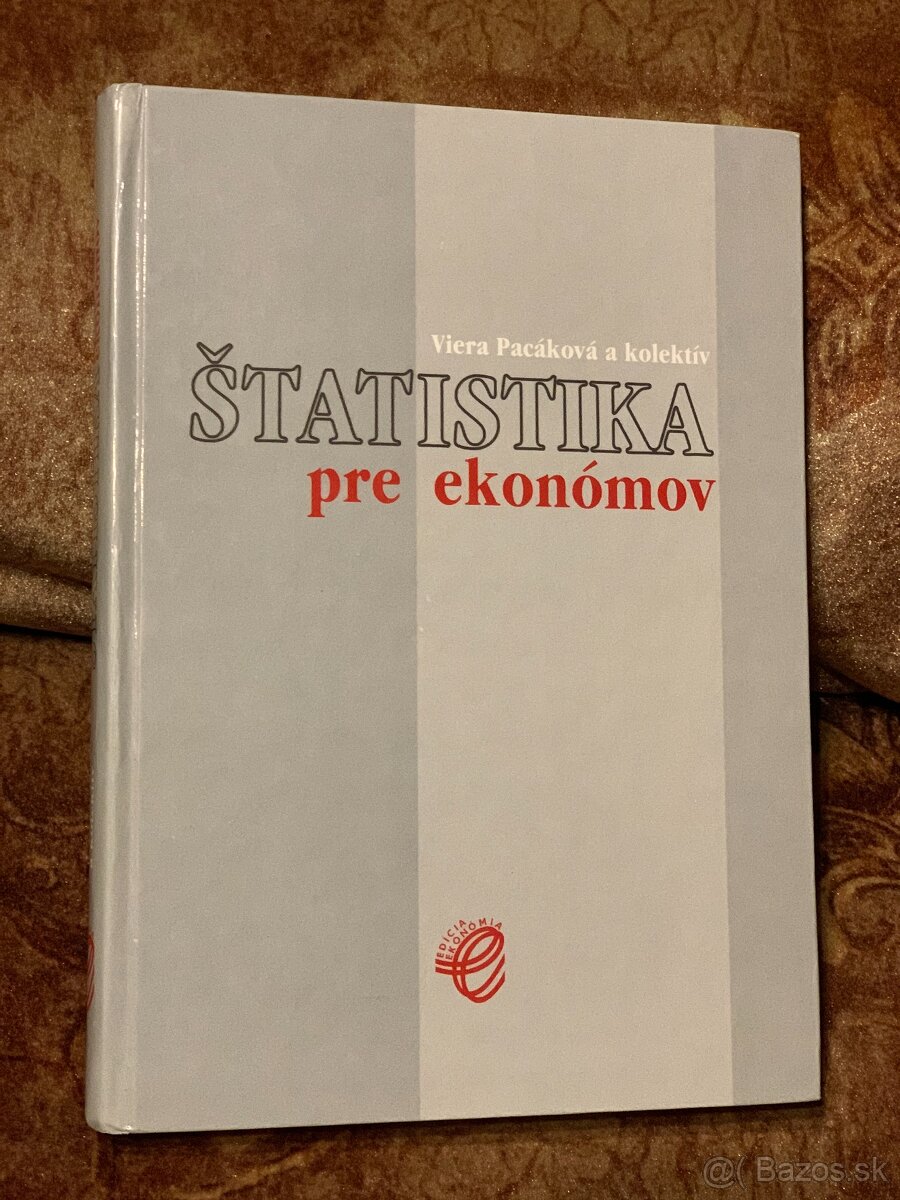 Viera Pacáková a kolektív
ŠTATISTIKA
pre ekonómov
EDÍCIA
EKONÓMIA
@( Bazos.sk